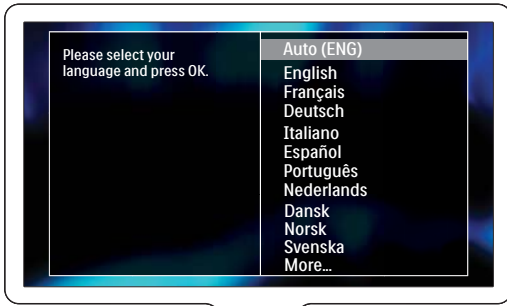 Please select your
language and press OK.
Auto (ENG)
English
Français
Deutsch
Italiano
Español
Português
Nederlands
Dansk
Norsk
Svenska
More...